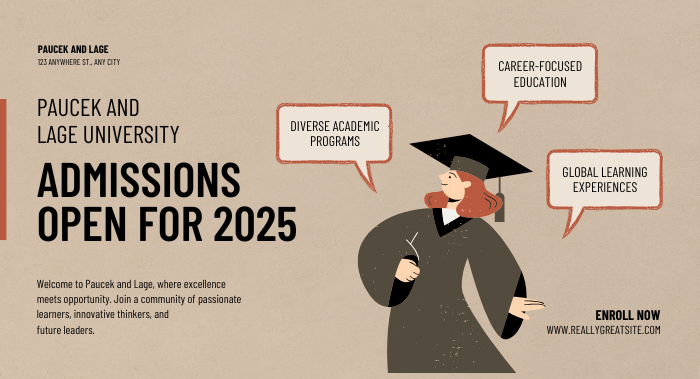 PAUCEK AND LAGE
123 ANYWHERE ST., ANY CITY
PAUCEK AND
LAGE UNIVERSITY
ADMISSIONS
OPEN FOR 2025
Welcome to Paucek and Lage, where excellence
meets opportunity. Join a community of passionate
learners, innovative thinkers, and
future leaders.
DIVERSE ACADEMIC
PROGRAMS
CAREER-FOCUSED
EDUCATION
GLOBAL LEARNING
EXPERIENCES
ENROLL NOW
WWW.REALLYGREATSITE.COM